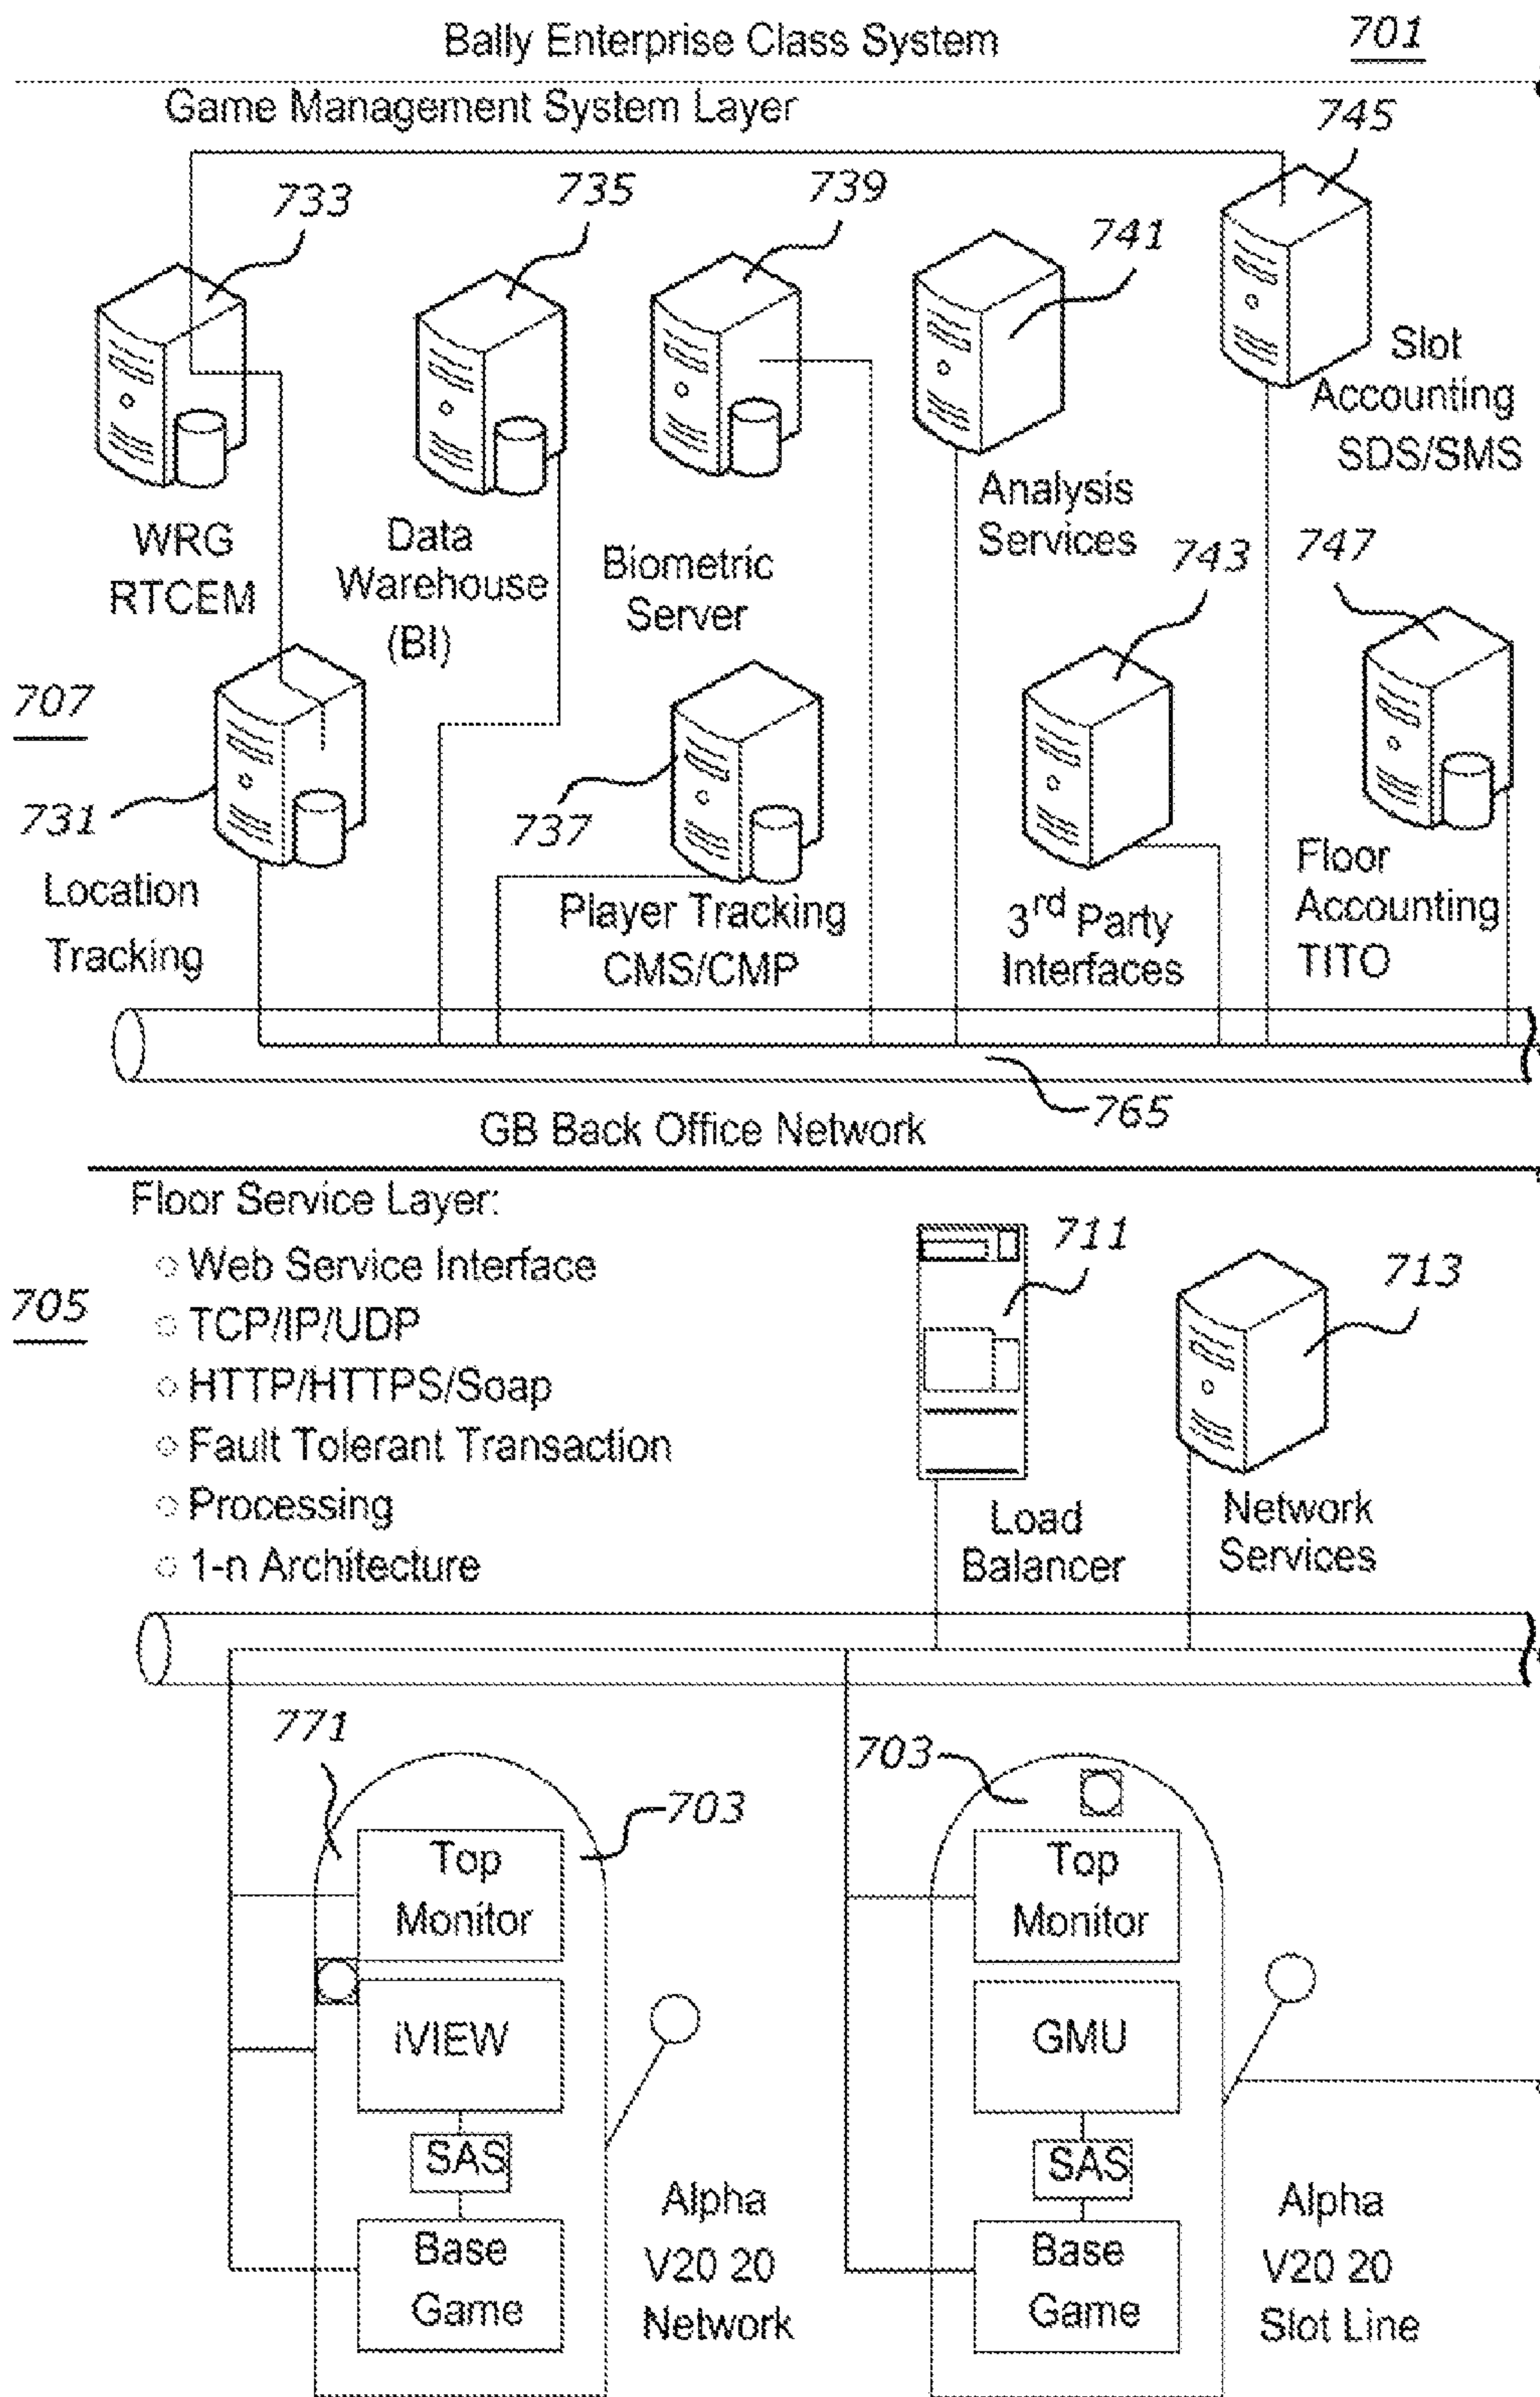 Bally Enterprise Class System
701
Game Management System Layer
745
733
735
739
741
Slot
Accounting
SDS/SMS
WRG
RTCEM
Data
Warehouse
(BI)
Biometric
Server
Analysis
Services
743
747
707
731
737
Location
Tracking
Player Tracking
CMS/CMP
3rd Party
Interfaces
Floor
Accounting
TITO
765
GB Back Office Network
Floor Service Layer:
705
Web Service Interface
TCP/IP/UDP
HTTP/HTTPS/Soap
Fault Tolerant Transaction
Processing
1-n Architecture
711
713
Load
Balancer
Network
Services
771
703
703
Top
Monitor
iVIEW
SAS
Base
Game
Alpha
V20 20
Network
Top
Monitor
GMU
SAS
Base
Game
Alpha
V20 20
Slot Line